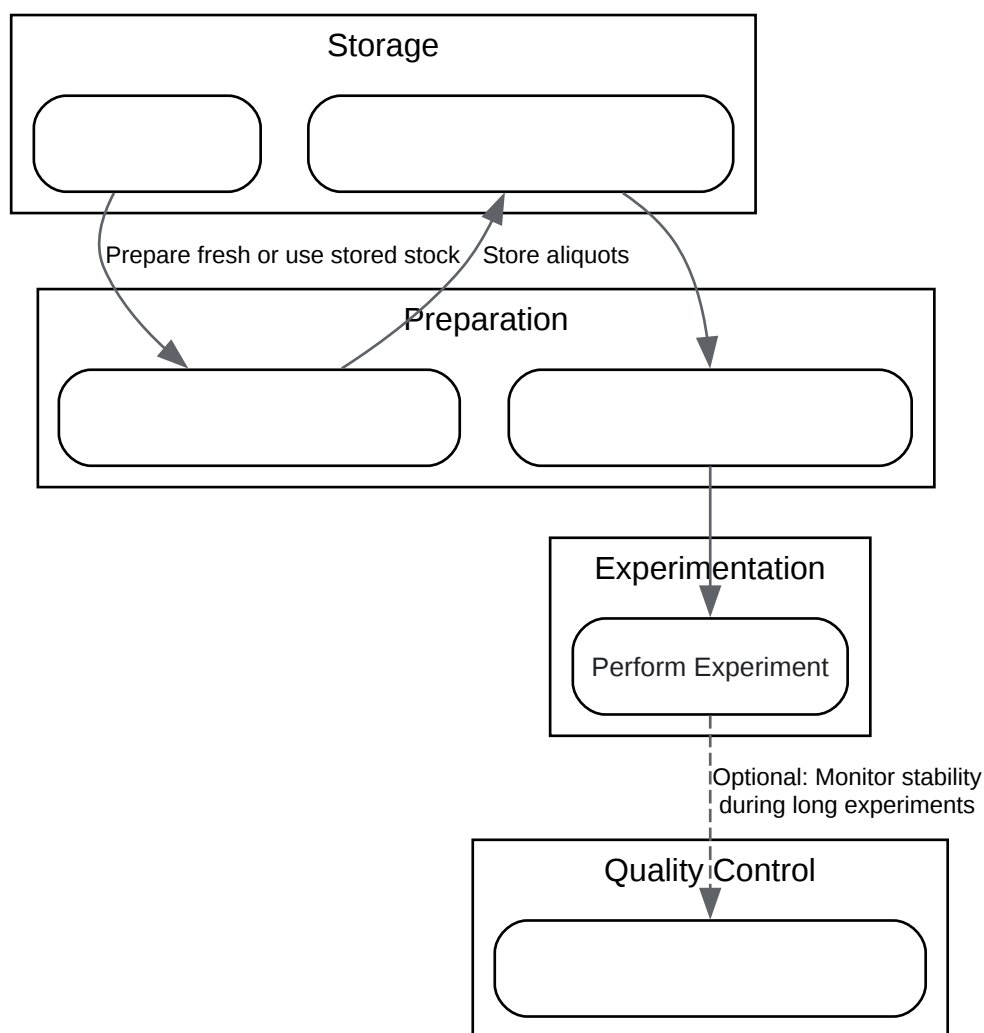 Storage
Prepare fresh or use stored stock
Store aliquots
Preparation
Experimentation
Perform Experiment
Optional: Monitor stability
during long experiments
Quality Control